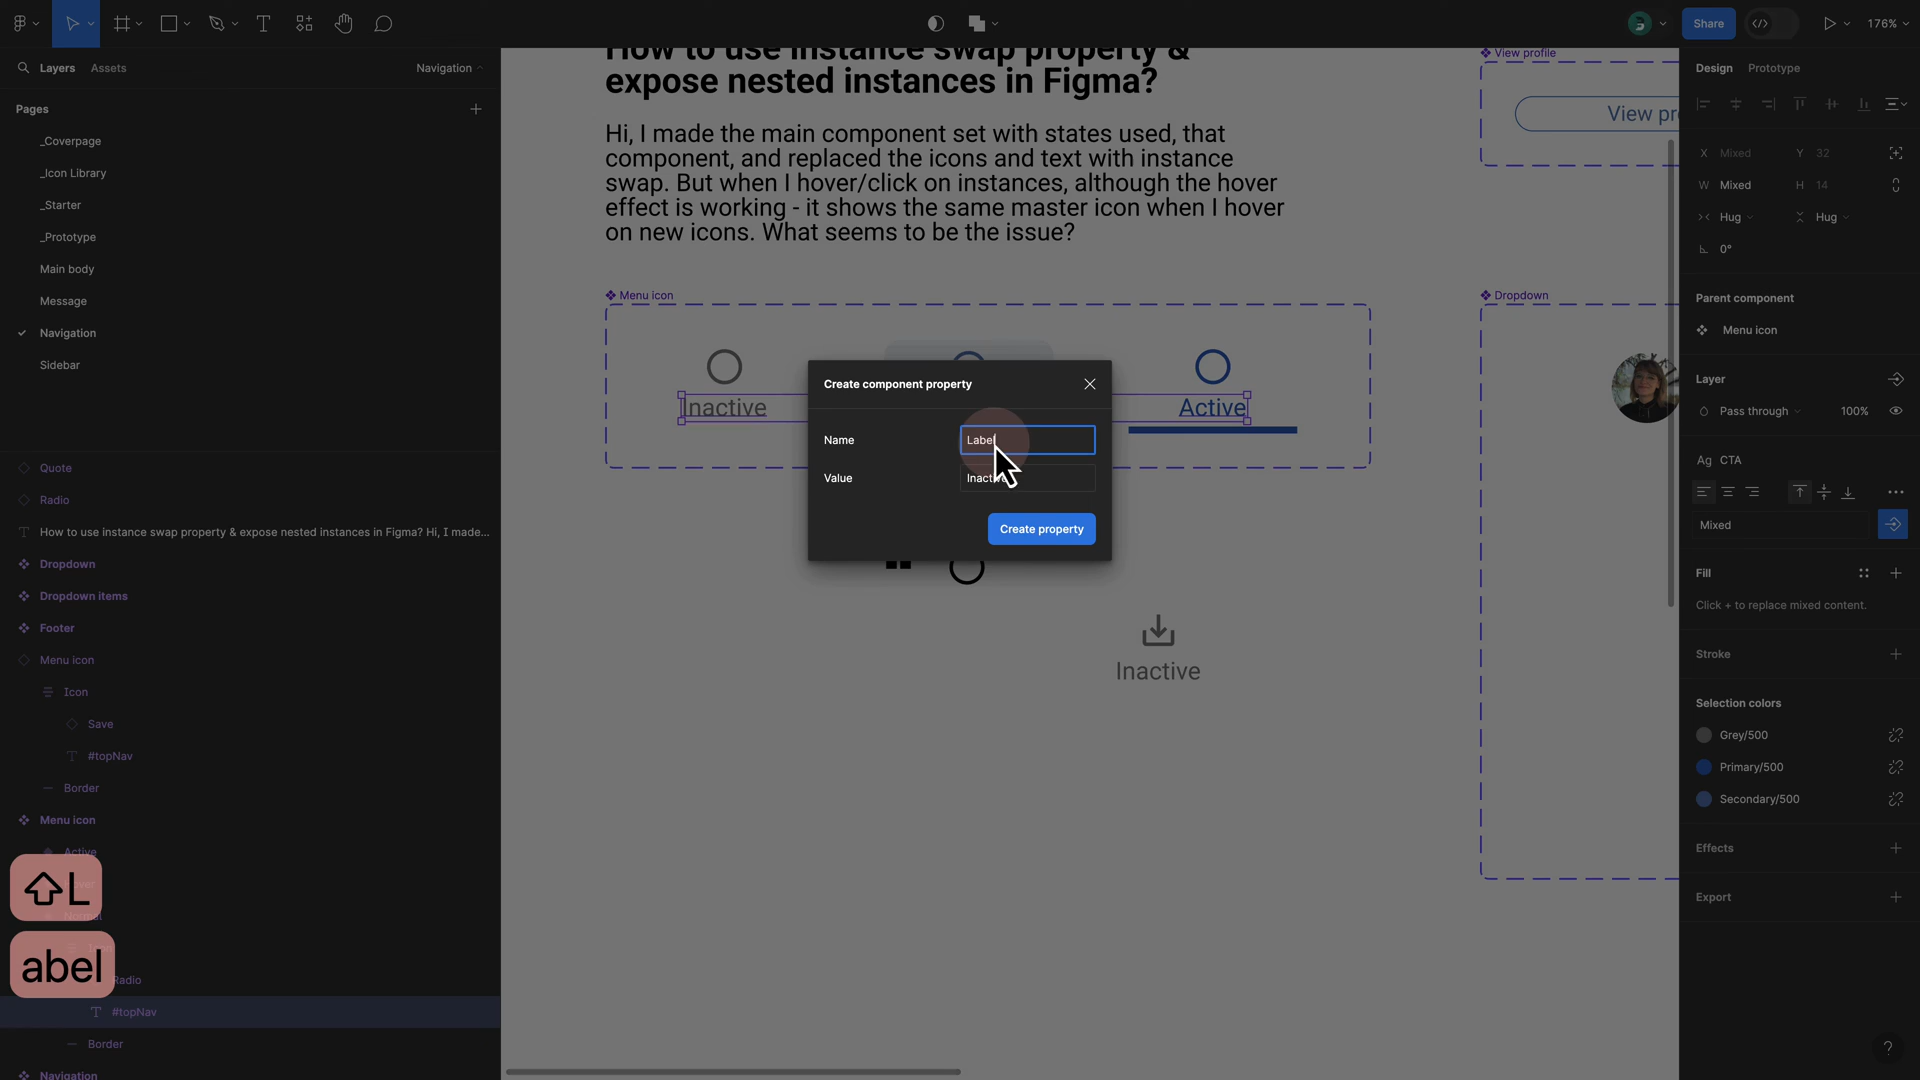 Share
176%
Layers
Assets
Navigation
Pages
_Coverpage
_Icon Library
_Starter
_Prototype
Main body
Message
Navigation
Sidebar
Quote
Radio
How to use instance swap property & expose nested instances in Figma? Hi, I made...
Dropdown
Dropdown items
Footer
Menu icon
Icon
Save
#topNav
Border
Menu icon
Active
Normal
Radio
#topNav
Border
Navigation
L
abel
How to use instance swap property &
expose nested instances in Figma?
Hi, I made the main component set with states used, that
component, and replaced the icons and text with instance
swap. But when I hover/click on instances, although the hover
effect is working - it shows the same master icon when I hover
on new icons. What seems to be the issue?
Menu icon
Inactive
Active
Create component property
Name
Label
Value
Inactive
Create property
Inactive
View profile
View pro
Dropdown
Design
Prototype
X Mixed
Y 32
W Mixed
H 14
Hug
Hug
0°
Parent component
Menu icon
Layer
Pass through
100%
Ag CTA
Mixed
Fill
Click + to replace mixed content.
Stroke
Selection colors
Grey/500
Primary/500
Secondary/500
Effects
Export
?